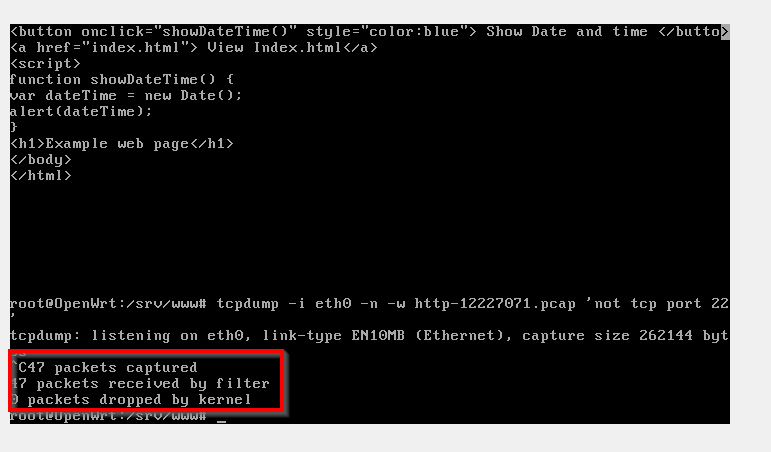 <button onclick="showDateTime()" style="color:blue"> Show Date and time </butto>
<a href="index.html"> View Index.html</a>
<script>
function showDateTime() {
var dateTime = new Date();
alert(dateTime);
}
<h1>Example web page</h1>
</body>
</html>
root@OpenWrt:/srv/www# tcpdump -i eth0 -n -w http-12227071.pcap 'not tcp port 22
'
tcpdump: listening on eth0, link-type EN10MB (Ethernet), capture size 262144 byt
es
^C47 packets captured
47 packets received by filter
0 packets dropped by kernel
root@OpenWrt:/srv/www# _